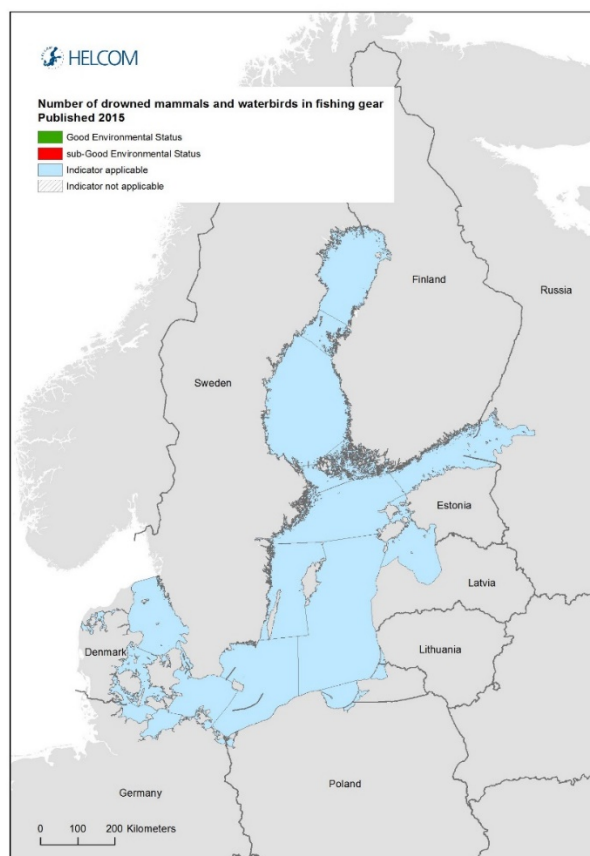 HELCOM
Number of drowned mammals and waterbirds in fishing gear
Published 2015
Good Environmental Status
sub-Good Environmental Status
Indicator applicable
Indicator not applicable
Finland
Russia
Sweden
Estonia
Latvia
Denmark
Lithuania
Germany
Poland
0 100 200 Kilometers